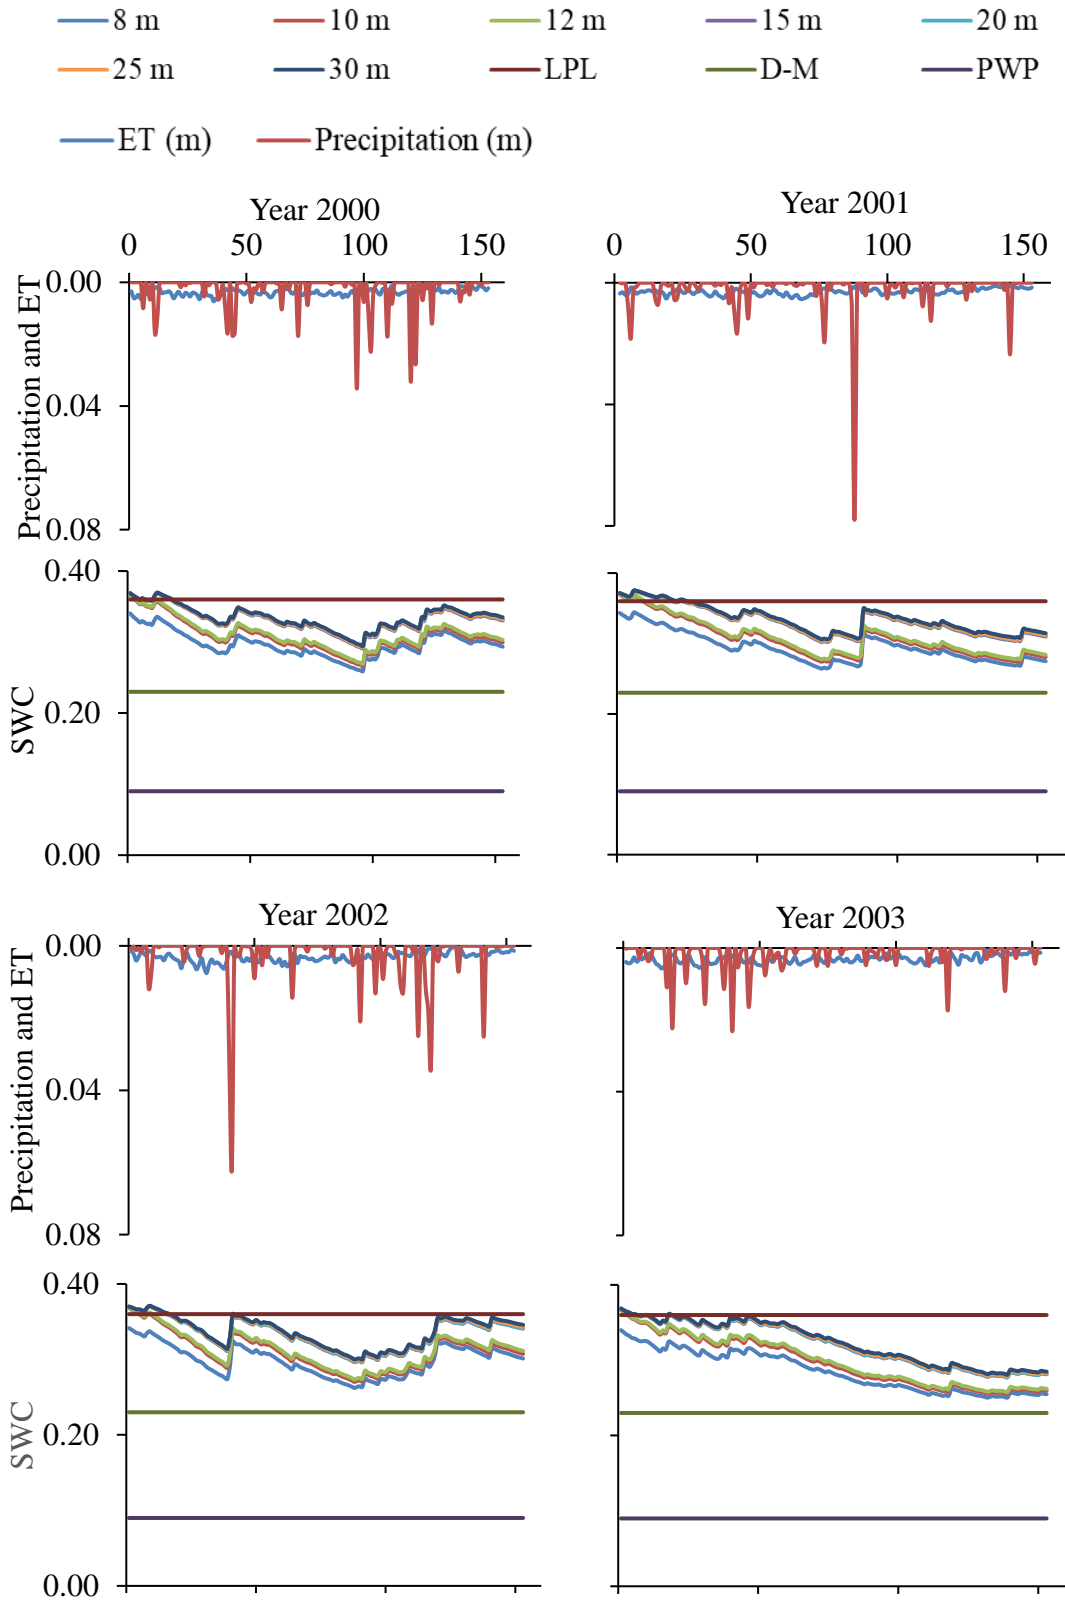 8 m 10 m 12 m 15 m 20 m
25 m 30 m LPL D-M PWP
ET (m) Precipitation (m)
Year 2000
0 50 100 150
Precipitation and ET
0.00
0.04
0.08
Year 2001
0 50 100 150
SWC
0.40
0.20
0.00
Year 2002
Precipitation and ET
0.00
0.04
0.08
Year 2003
SWC
0.40
0.20
0.00